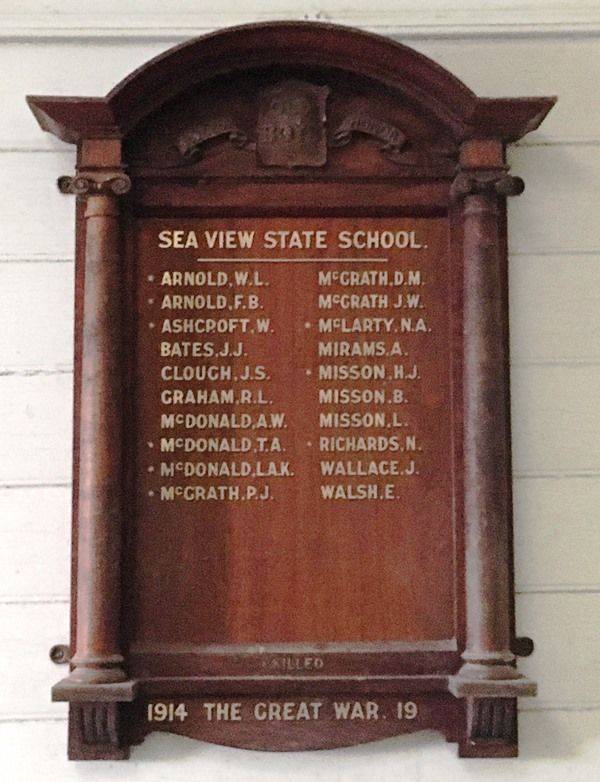 SEA VIEW STATE SCHOOL.
* ARNOLD, W.L.
* ARNOLD, F.B.
* ASHCROFT, W.
BATES, J.J.
CLOUGH, J.S.
GRAHAM, R.L.
McDONALD, A.W.
* McDONALD, T.A.
* McDONALD, L.A.K.
* McGRATH, P.J.
McGRATH, D.M.
McGRATH J.W.
* McLARTY, N.A.
MIRAMS, A.
* MISSON, H.J.
MISSON, B.
MISSON, L.
* RICHARDS, N.
WALLACE, J.
WALSH, E.
* KILLED
1914 THE GREAT WAR. 19